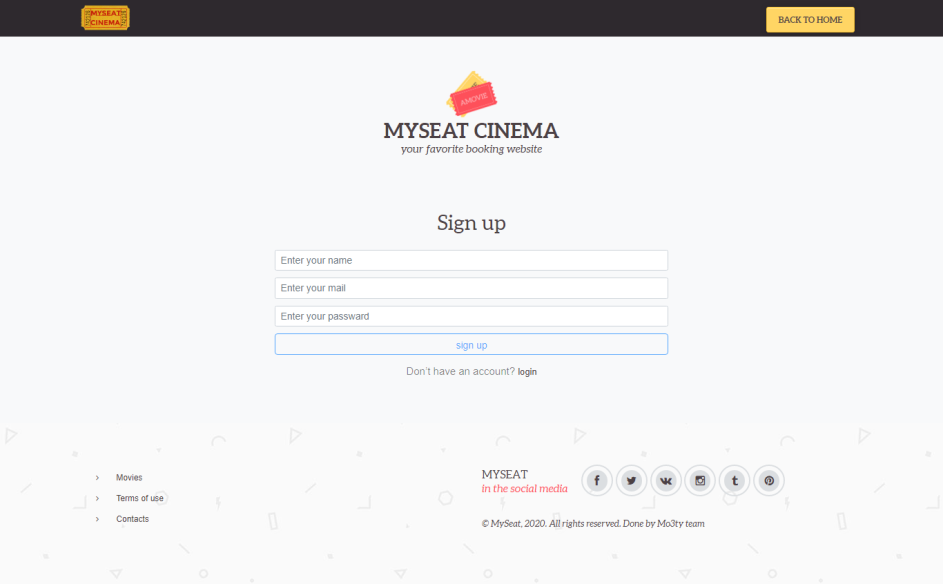 MYSEAT
CINEMA
BACK TO HOME
AMOVIE
MYSEAT CINEMA
your favorite booking website
Sign up
Enter your name
Enter your mail
Enter your password
sign up
Don't have an account? login
Movies
Terms of use
Contacts
MYSEAT
in the social media
© MySeat, 2020. All rights reserved. Done by Mo3ty team